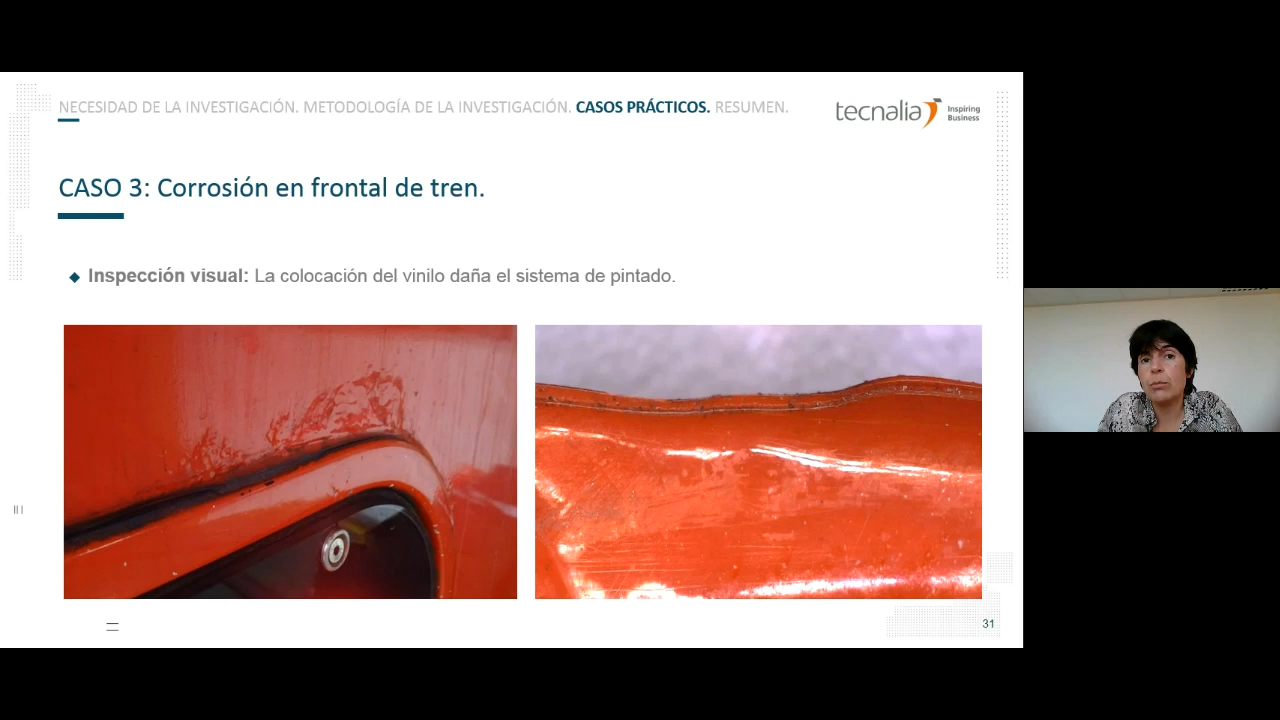 NECESIDAD DE LA INVESTIGACIÓN. METODOLOGÍA DE LA INVESTIGACIÓN. CASOS PRÁCTICOS. RESUMEN.
tecnalia Inspiring Business
CASO 3: Corrosión en frontal de tren.
Inspección visual: La colocación del vinilo daña el sistema de pintado.
31